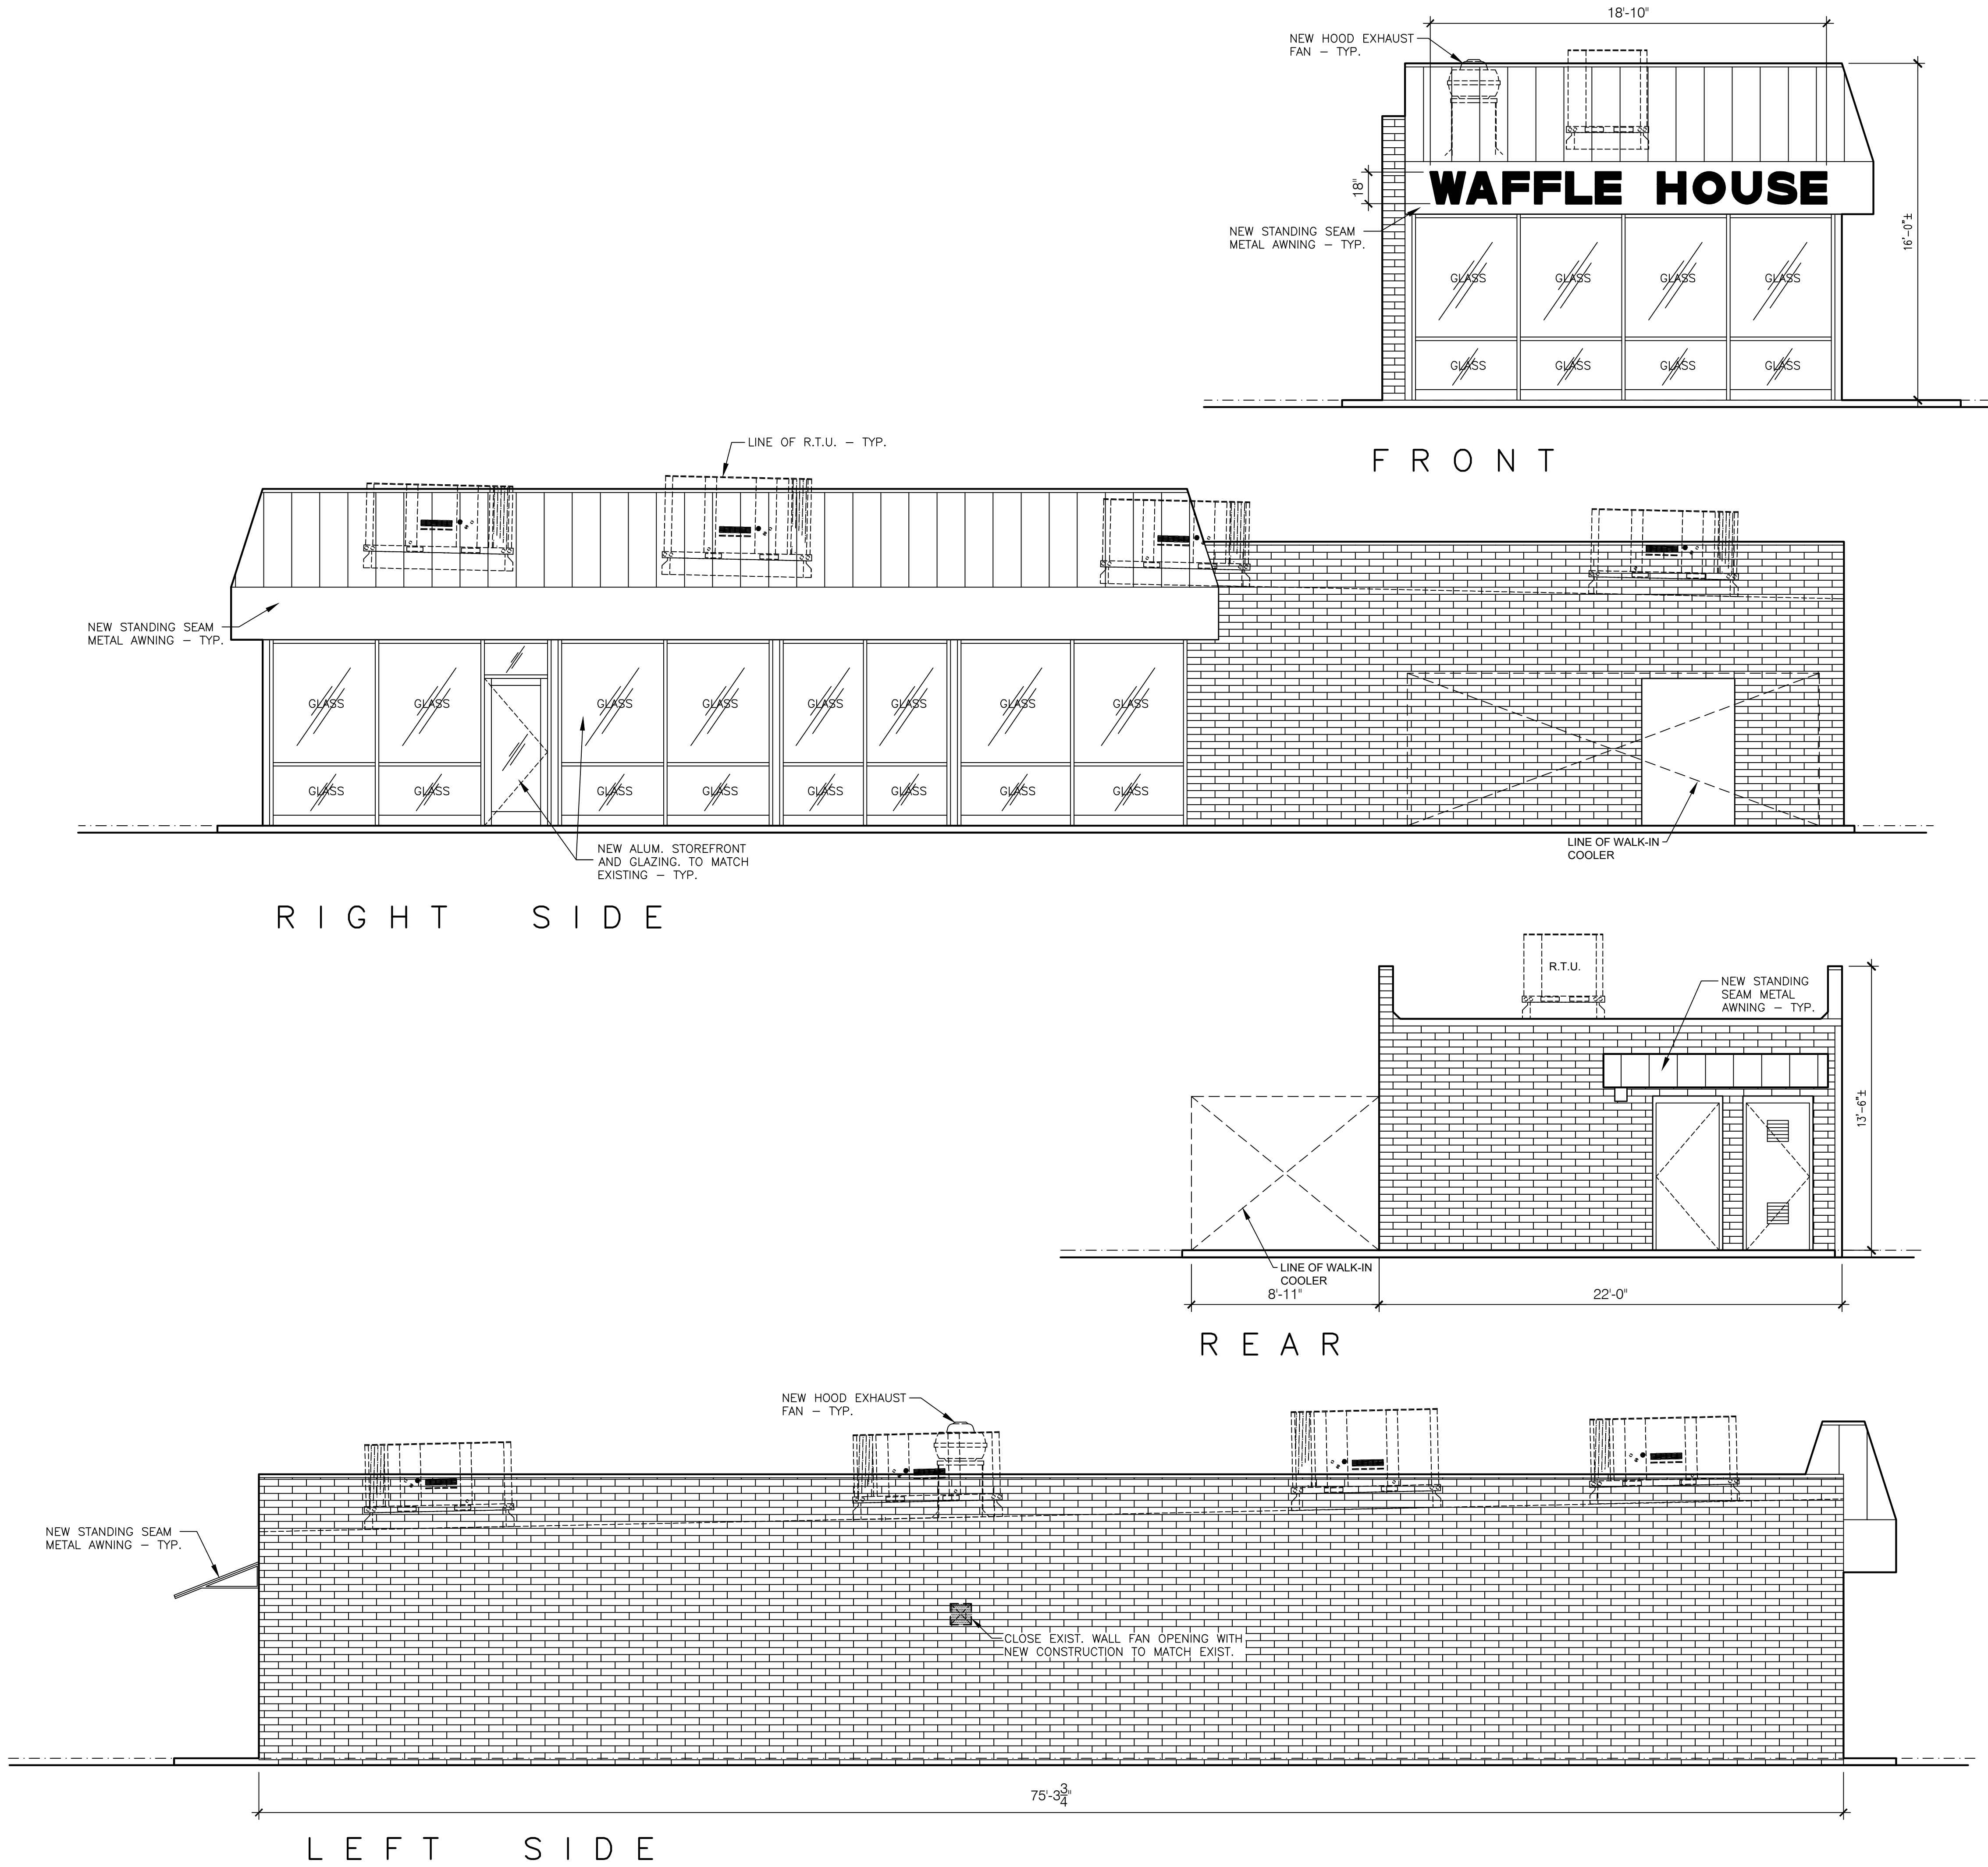 18'-10"
NEW HOOD EXHAUST
FAN – TYP.
18"
WAFFLE HOUSE
NEW STANDING SEAM
METAL AWNING – TYP.
16'-0"±
GLASS GLASS GLASS GLASS
GLASS GLASS GLASS GLASS
FRONT
LINE OF R.T.U. – TYP.
NEW STANDING SEAM
METAL AWNING – TYP.
GLASS GLASS GLASS GLASS GLASS GLASS GLASS GLASS
GLASS GLASS GLASS GLASS GLASS GLASS GLASS GLASS
NEW ALUM. STOREFRONT
AND GLAZING. TO MATCH
EXISTING – TYP.
LINE OF WALK-IN
COOLER
RIGHT SIDE
R.T.U.
NEW STANDING
SEAM METAL
AWNING – TYP.
13'-6"±
LINE OF WALK-IN
COOLER
8'-11"
22'-0"
REAR
NEW HOOD EXHAUST
FAN – TYP.
NEW STANDING SEAM
METAL AWNING – TYP.
CLOSE EXIST. WALL FAN OPENING WITH
NEW CONSTRUCTION TO MATCH EXIST.
75'-3 3/4"
LEFT SIDE